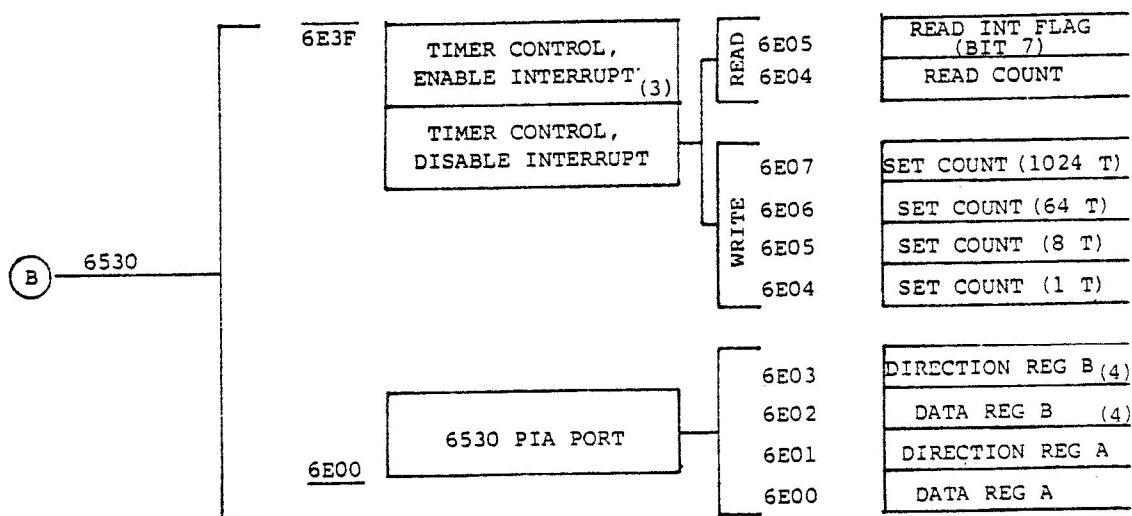 6E3F
TIMER CONTROL,
ENABLE INTERRUPT (3)
TIMER CONTROL,
DISABLE INTERRUPT
READ
6E05
READ INT FLAG
(BIT 7)
6E04
READ COUNT
WRITE
6E07
SET COUNT (1024 T)
6E06
SET COUNT (64 T)
6E05
SET COUNT (8 T)
6E04
SET COUNT (1 T)
B
6530
6530 PIA PORT
6E00
6E03
DIRECTION REG B (4)
6E02
DATA REG B (4)
6E01
DIRECTION REG A
6E00
DATA REG A